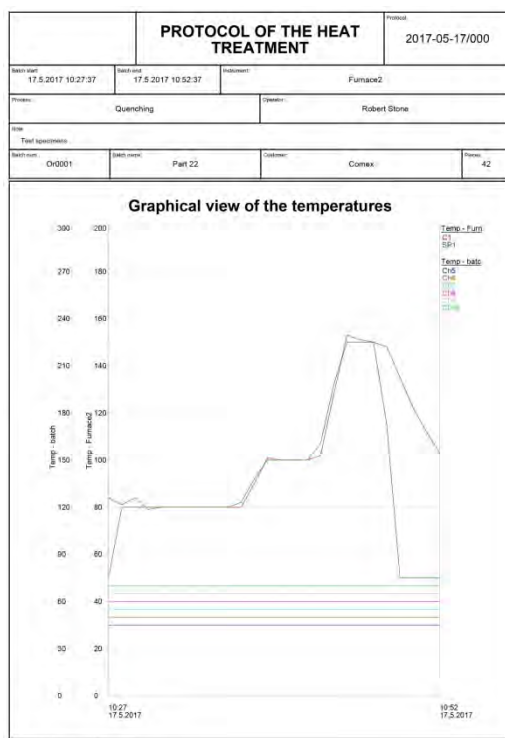 PROTOCOL OF THE HEAT
TREATMENT
Protocol:
2017-05-17/000
Batch start:
17.5.2017 10:27:37
Batch end:
17.5.2017 10:52:37
Instrument:
Furnace2
Process:
Quenching
Operator:
Robert Stone
Note:
Test specimens
Batch num.:
Or0001
Batch name:
Part 22
Customer:
Comex
Pieces:
42
Graphical view of the temperatures
300 200
270 180
240 160
210 140
180 120
150 100
120 80
90 60
60 40
30 20
0 0
Temp - batch
Temp - Furnace2
Temp - Furn
C1
SP1
Temp - batc
Ch5
Ch6
Ch8
10:27
17.5.2017
10:52
17.5.2017